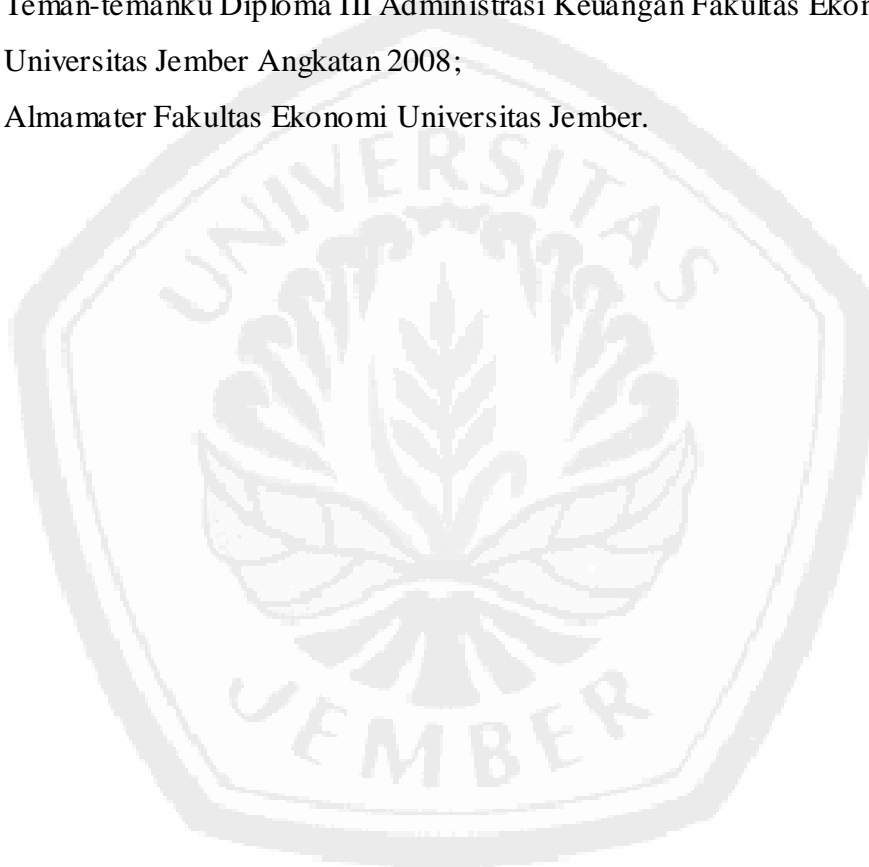 Teman-temanku Diploma III Administrasi Keuangan Fakultas
Universitas Jember Angkatan 2008;
Almamater Fakultas Ekonomi Universitas Jember.
UNIVERSITAS
JEMBER